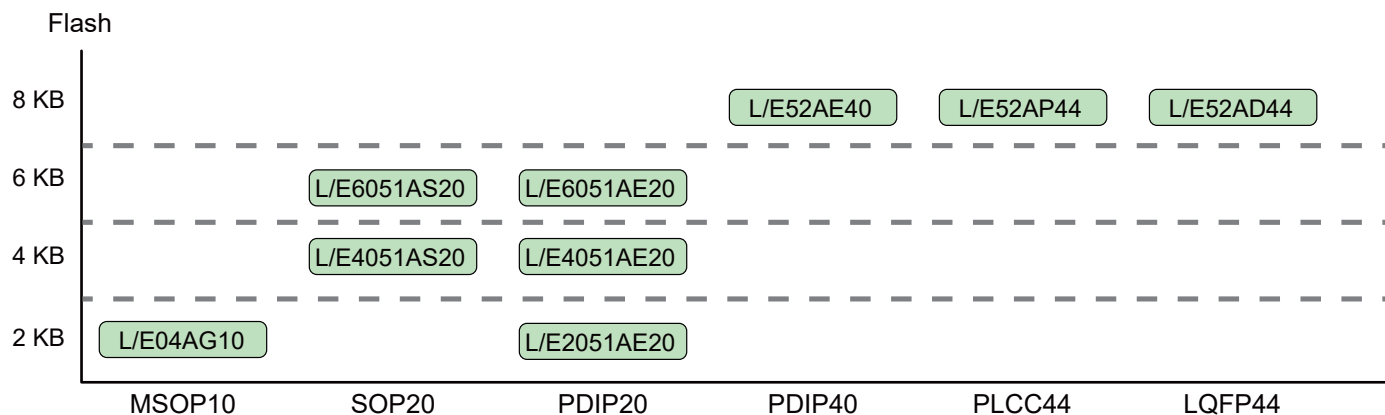 Flash
8 KB
L/E52AE40
L/E52AP44
L/E52AD44
6 KB
L/E6051AS20
L/E6051AE20
4 KB
L/E4051AS20
L/E4051AE20
2 KB
L/E04AG10
L/E2051AE20
MSOP10
SOP20
PDIP20
PDIP40
PLCC44
LQFP44